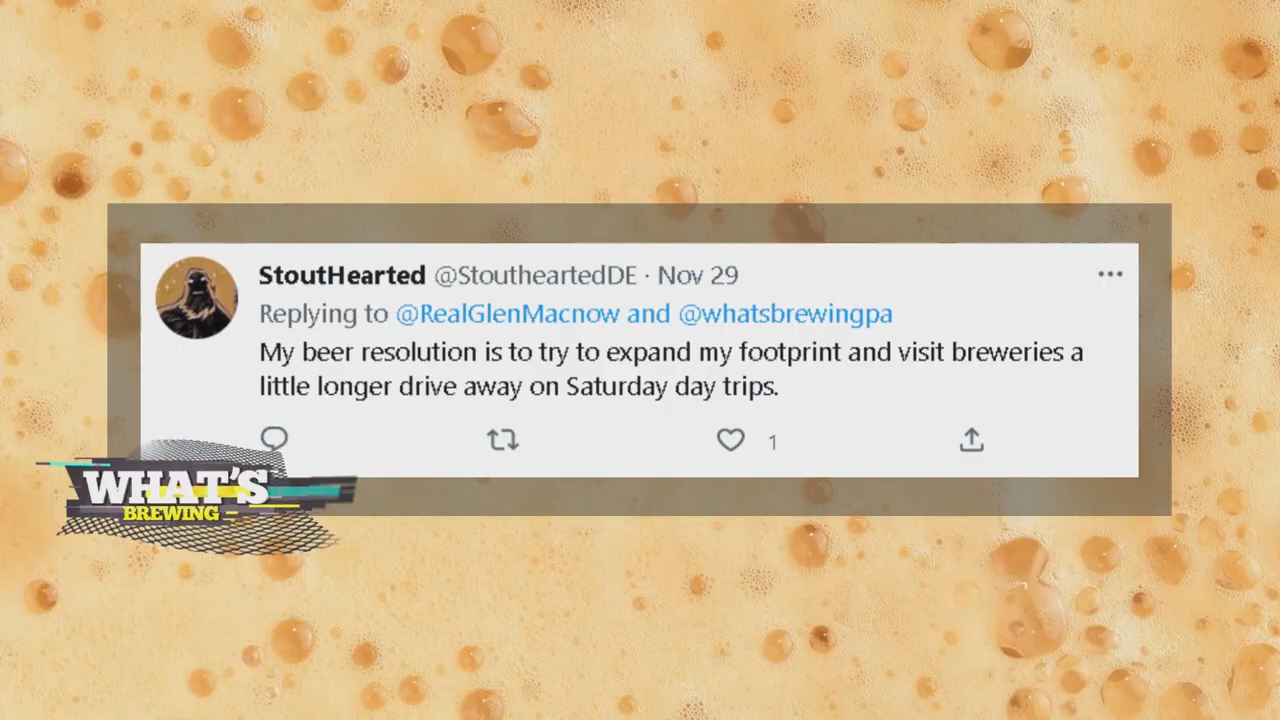 StoutHearted @StoutheartedDE · Nov 29
Replying to @RealGlenMacnow and @whatsbrewingpa
My beer resolution is to try to expand my footprint and visit breweries a
little longer drive away on Saturday day trips.
1
WHAT'S
BREWING